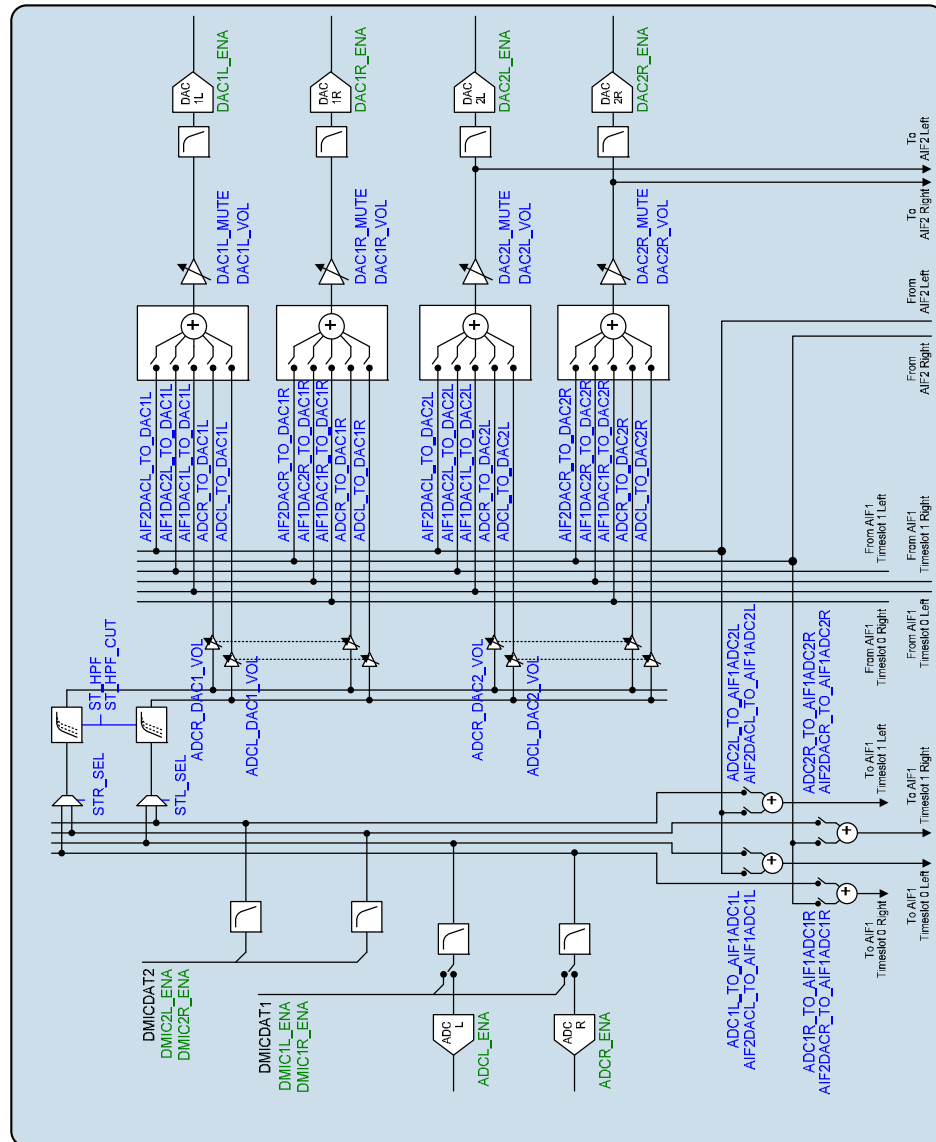 DAC
1L
DAC1L_ENA
DAC
1R
DAC1R_ENA
DAC
2L
DAC2L_ENA
DAC
2R
DAC2R_ENA
To
AIF2 Left
To
AIF2 Right
DAC1L_MUTE
DAC1L_VOL
DAC1R_MUTE
DAC1R_VOL
DAC2L_MUTE
DAC2L_VOL
DAC2R_MUTE
DAC2R_VOL
From
AIF2 Left
From
AIF2 Right
+
+
+
+
AIF2DACL_TO_DAC1L
AIF1DAC2L_TO_DAC1L
AIF1DAC1L_TO_DAC1L
ADCR_TO_DAC1L
ADCL_TO_DAC1L
AIF2DACR_TO_DAC1R
AIF1DAC2R_TO_DAC1R
AIF1DAC1R_TO_DAC1R
ADCR_TO_DAC1R
ADCL_TO_DAC1R
AIF2DACL_TO_DAC2L
AIF1DAC2L_TO_DAC2L
AIF1DAC1L_TO_DAC2L
ADCR_TO_DAC2L
ADCL_TO_DAC2L
AIF2DACR_TO_DAC2R
AIF1DAC2R_TO_DAC2R
AIF1DAC1R_TO_DAC2R
ADCR_TO_DAC2R
ADCL_TO_DAC2R
From AIF1
Timeslot 1 Left
From AIF1
Timeslot 1 Right
From AIF1
Timeslot 0 Right
From AIF1
Timeslot 0 Left
ST_HPF
ST_HPF_CUT
ADCR_DAC1_VOL
ADCL_DAC1_VOL
ADCR_DAC2_VOL
ADCL_DAC2_VOL
STR_SEL
STL_SEL
ADC2L_TO_AIF1ADC2L
AIF2DACL_TO_AIF1ADC2L
ADC2R_TO_AIF1ADC2R
AIF2DACR_TO_AIF1ADC2R
To AIF1
Timeslot 1 Left
To AIF1
Timeslot 1 Right
+
+
+
+
ADC1L_TO_AIF1ADC1L
AIF2DACL_TO_AIF1ADC1L
ADC1R_TO_AIF1ADC1R
AIF2DACR_TO_AIF1ADC1R
To AIF1
Timeslot 0 Right
To AIF1
Timeslot 0 Left
DMICDAT2
DMIC2L_ENA
DMIC2R_ENA
DMICDAT1
DMIC1L_ENA
DMIC1R_ENA
ADC
L
ADCL_ENA
ADC
R
ADCR_ENA